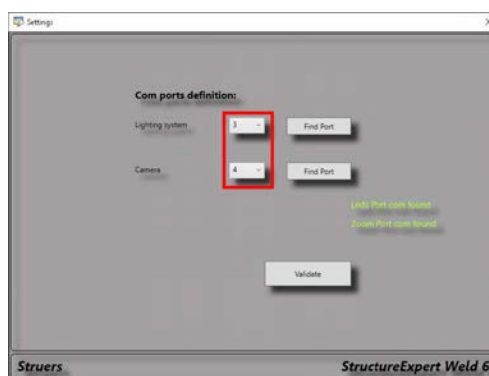 Settings
Com ports definition:
Lighting system 3 Find Port
Camera 4 Find Port
Leds Port com found
Zoom Port com found
Validate
Struers StructureExpert Weld 6